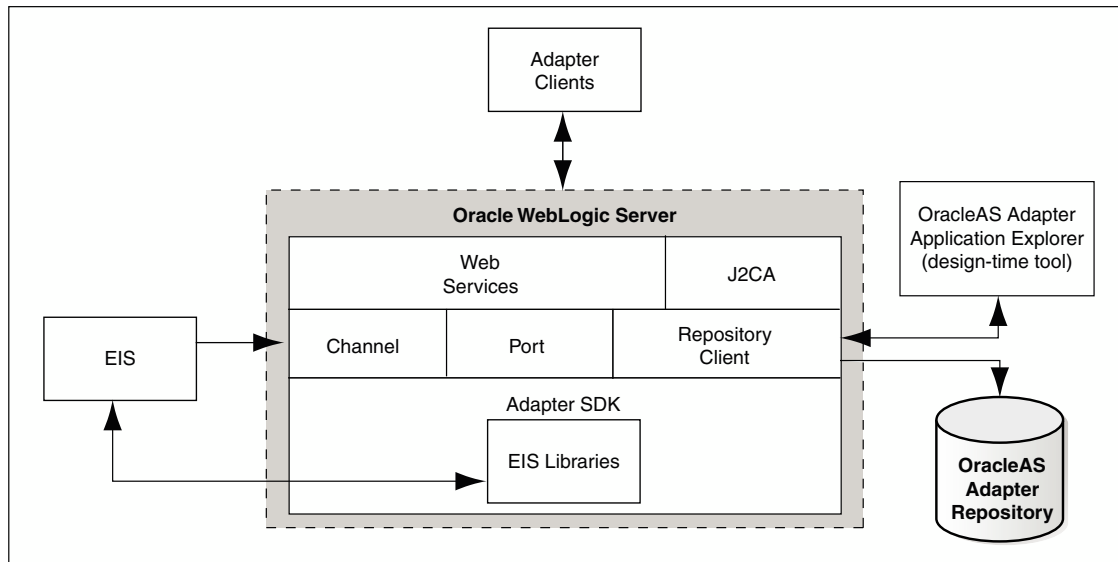 Adapter
Clients
Oracle WebLogic Server
Web
Services
J2CA
OracleAS Adapter
Application Explorer
(design-time tool)
EIS
Channel
Port
Repository
Client
Adapter SDK
EIS Libraries
OracleAS
Adapter
Repository